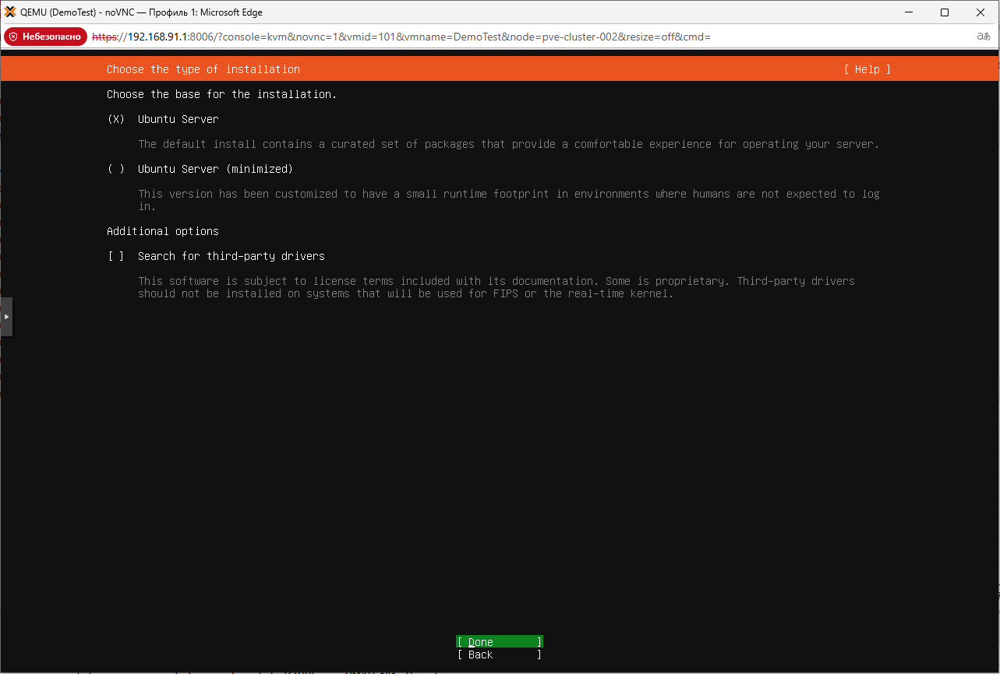 QEMU (DemoTest) - noVNC — Профиль 1: Microsoft Edge
Небезопасно https://192.168.91.1:8006/?console=kvm&novnc=1&vmid=101&vmname=DemoTest&node=pve-cluster-002&resize=off&cmd= aあ
Choose the type of installation [ Help ]
Choose the base for the installation.
(X) Ubuntu Server
The default install contains a curated set of packages that provide a comfortable experience for operating your server.
( ) Ubuntu Server (minimized)
This version has been customized to have a small runtime footprint in environments where humans are not expected to log
in.
Additional options
[ ] Search for third-party drivers
This software is subject to license terms included with its documentation. Some is proprietary. Third-party drivers
should not be installed on systems that will be used for FIPS or the real-time kernel.
[ Done ]
[ Back ]